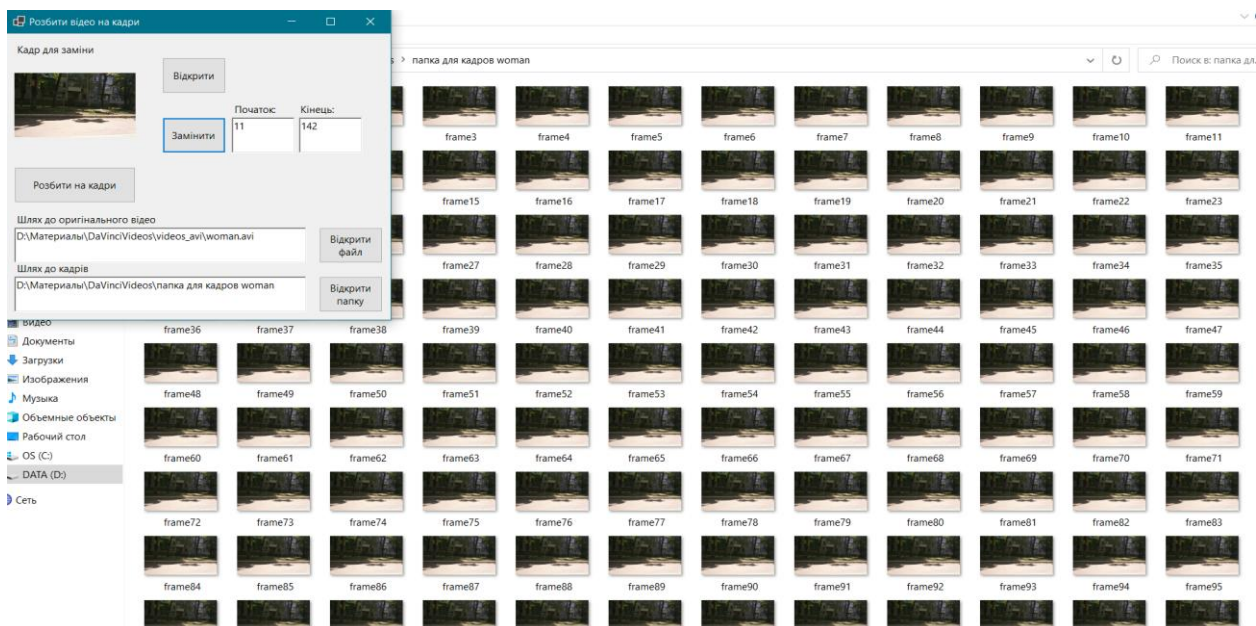 Розбити відео на кадри
Кадр для заміни
Відкрити
Початок:
Кінець:
Замінити
11
142
Розбити на кадри
Шлях до оригінального відео
D:\Материалы\DaVinciVideos\videos_avi\woman.avi
Відкрити
файл
Шлях до кадрів
D:\Материалы\DaVinciVideos\папка для кадров woman
Відкрити
папку
папка для кадров woman
Поиск в: папка дл
frame3 frame4 frame5 frame6 frame7 frame8 frame9 frame10 frame11
frame15 frame16 frame17 frame18 frame19 frame20 frame21 frame22 frame23
frame27 frame28 frame29 frame30 frame31 frame32 frame33 frame34 frame35
Видео
frame36 frame37 frame38 frame39 frame40 frame41 frame42 frame43 frame44 frame45 frame46 frame47
Документы
Загрузки
Изображения
Музыка
Объемные объекты
Рабочий стол
OS (C:)
DATA (D:)
Сеть
frame48 frame49 frame50 frame51 frame52 frame53 frame54 frame55 frame56 frame57 frame58 frame59
frame60 frame61 frame62 frame63 frame64 frame65 frame66 frame67 frame68 frame69 frame70 frame71
frame72 frame73 frame74 frame75 frame76 frame77 frame78 frame79 frame80 frame81 frame82 frame83
frame84 frame85 frame86 frame87 frame88 frame89 frame90 frame91 frame92 frame93 frame94 frame95